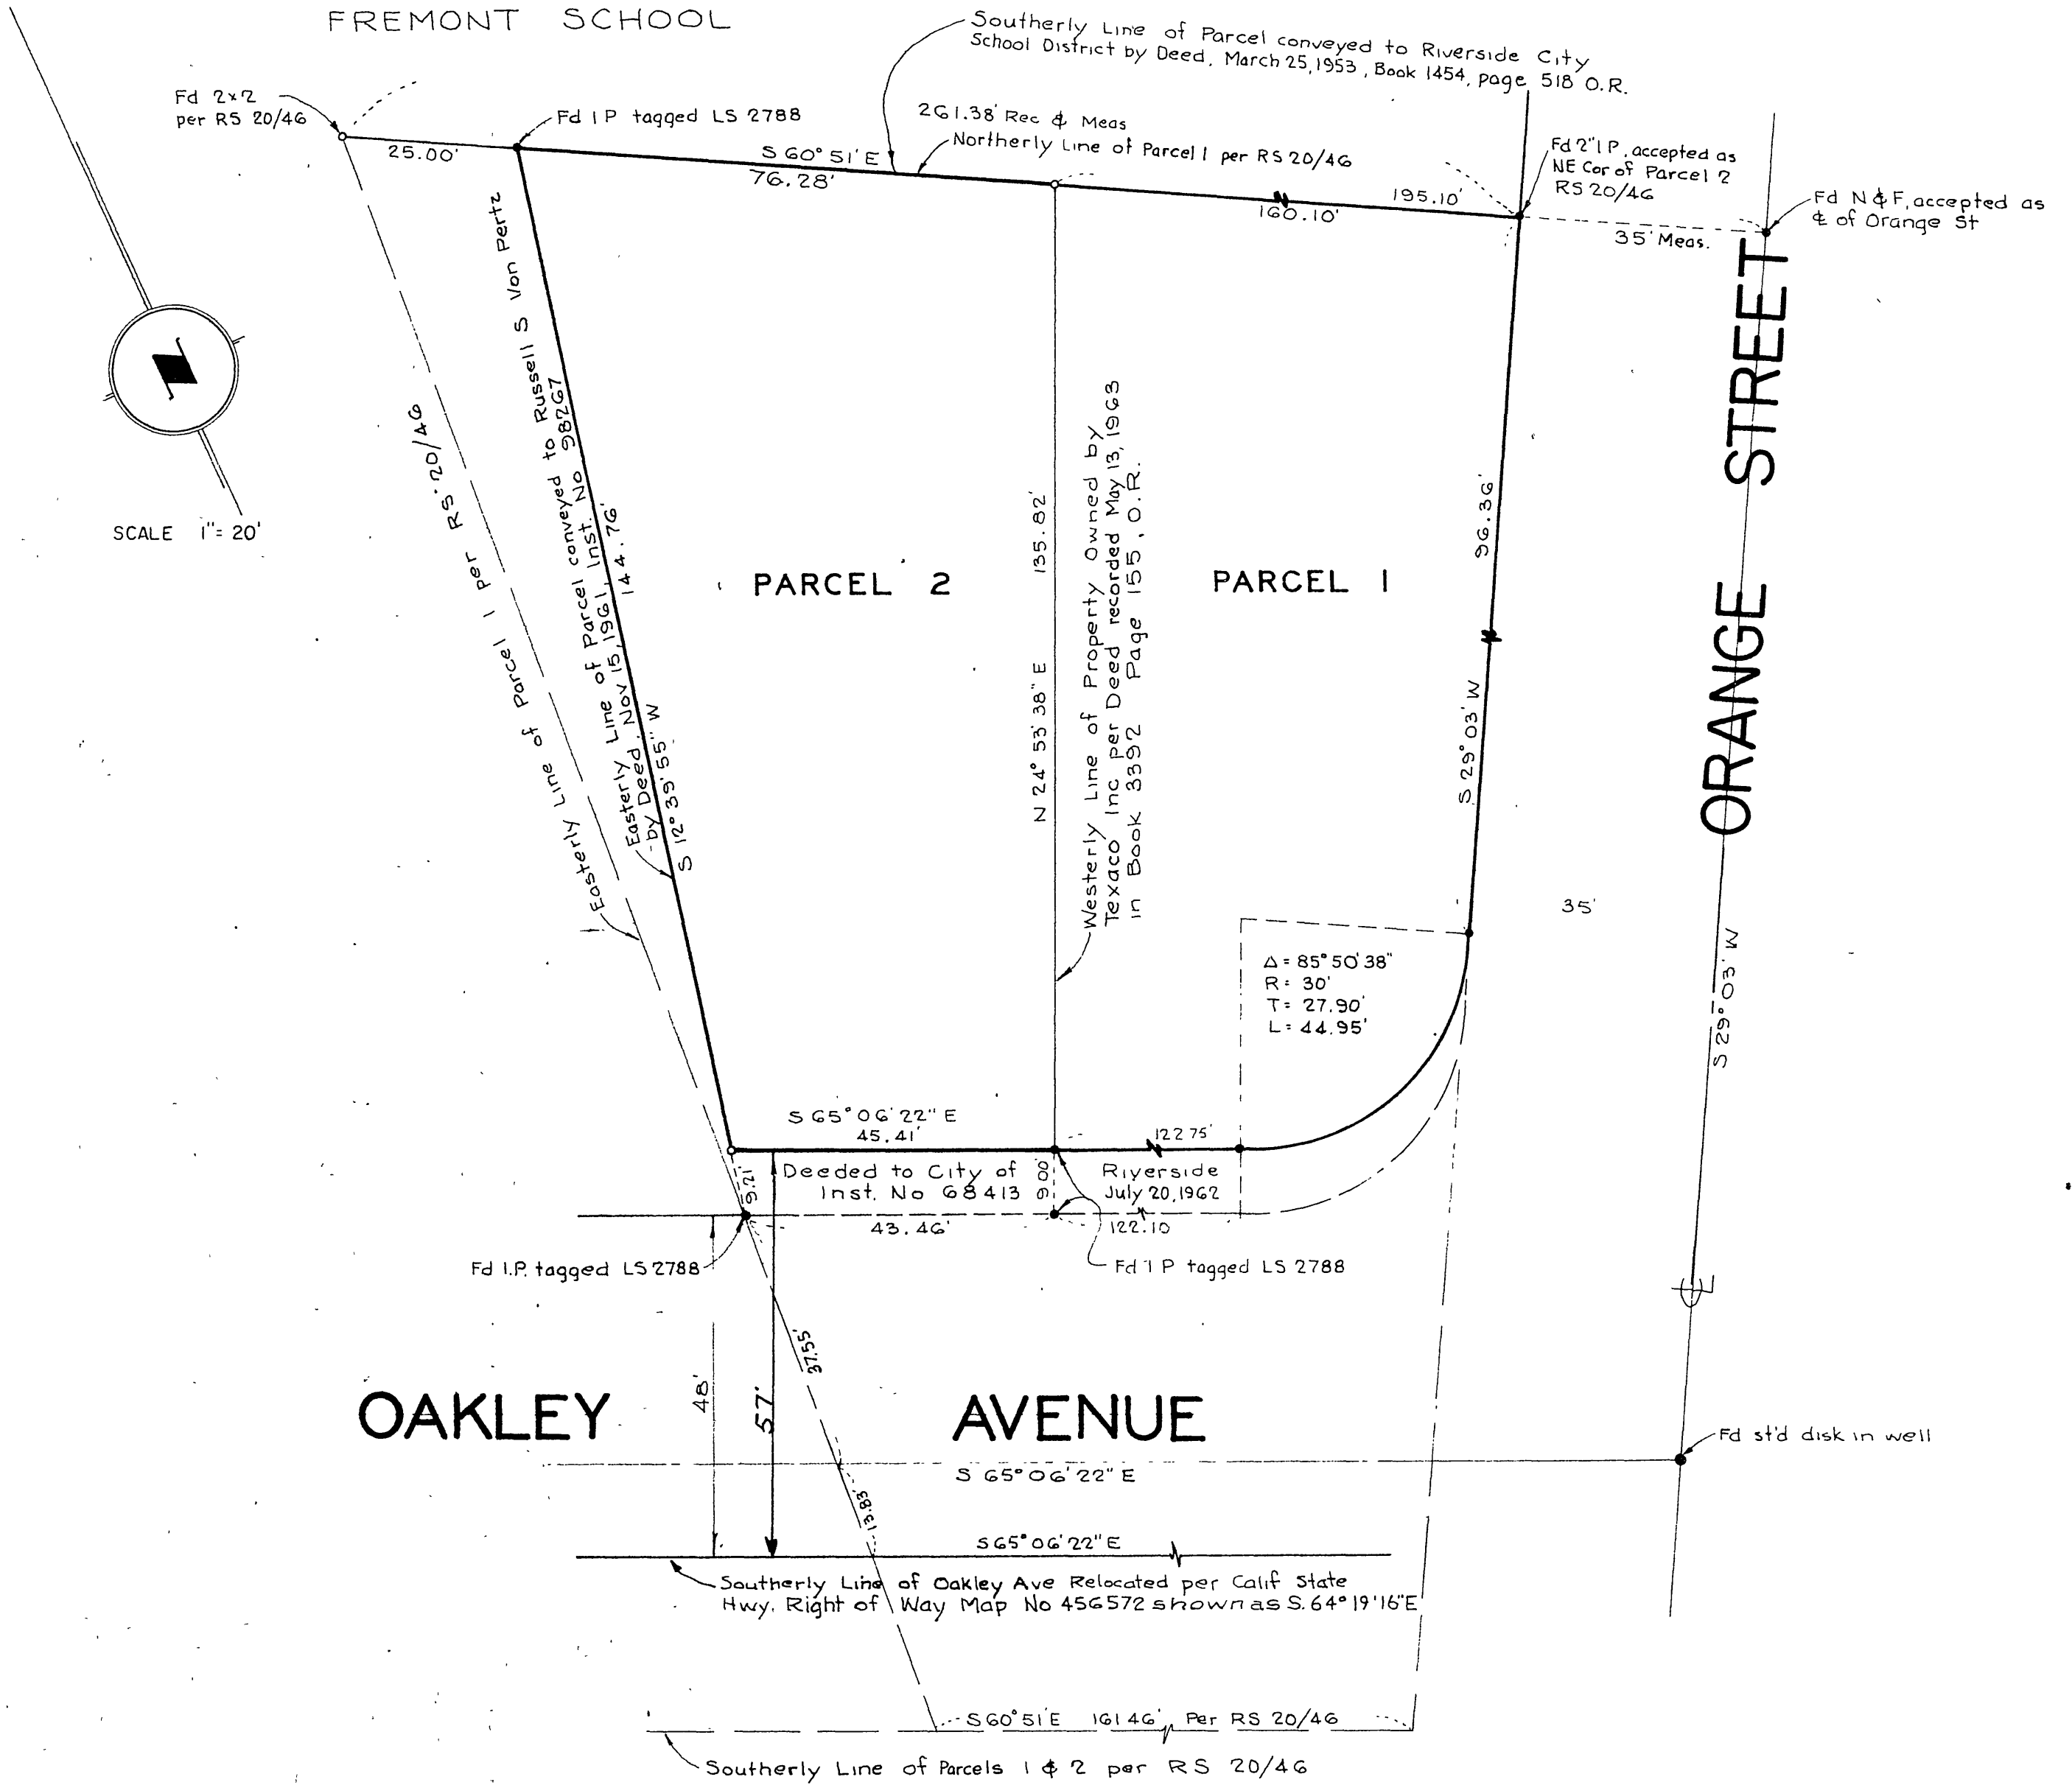 FREMONT SCHOOL
Southerly Line of Parcel conveyed to Riverside City
School District by Deed, March 25, 1953, Book 1454, page 518 O.R.
Fd 2x2
per RS 20/46
Fd I P tagged LS 2788
261.38' Rec & Meas
Northerly Line of Parcel 1 per RS 20/46
Fd 2" I P, accepted as
NE Cor of Parcel 2
RS 20/46
Fd N & F, accepted as
℄ of Orange St
25.00'
S 60° 51' E
76.28'
195.10'
160.10'
35' Meas.
SCALE 1"= 20'
Easterly Line of Parcel 1 per RS 20/46
Easterly Line of Parcel conveyed to Russell S Von Pertz
by Deed, Nov 15, 1961, Inst. No 98267
S 12° 39' 55" W
144.76'
PARCEL 2
N 24° 53' 38" E
135.82'
Westerly Line of Property Owned by
Texaco Inc per Deed recorded May 13, 1963
in Book 3392 Page 155, O.R.
PARCEL 1
96.36'
S 29° 03' W
ORANGE STREET
35'
S 29° 03' W
Δ = 85° 50' 38"
R = 30'
T = 27.90'
L = 44.95'
S 65° 06' 22" E
45.41'
122.75'
Deeded to City of Riverside
Inst. No 68413 July 20, 1962
9.21'
9.00'
43.46'
122.10
Fd I.P. tagged LS 2788
Fd I P tagged LS 2788
℄
37.55'
48'
57'
OAKLEY AVENUE
Fd st'd disk in well
S 65° 06' 22" E
13.83'
S 65° 06' 22" E
Southerly Line of Oakley Ave Relocated per Calif State
Hwy. Right of Way Map No 456572 shown as S. 64° 19' 16" E
S 60° 51' E 161 46' Per RS 20/46
Southerly Line of Parcels 1 & 2 per RS 20/46